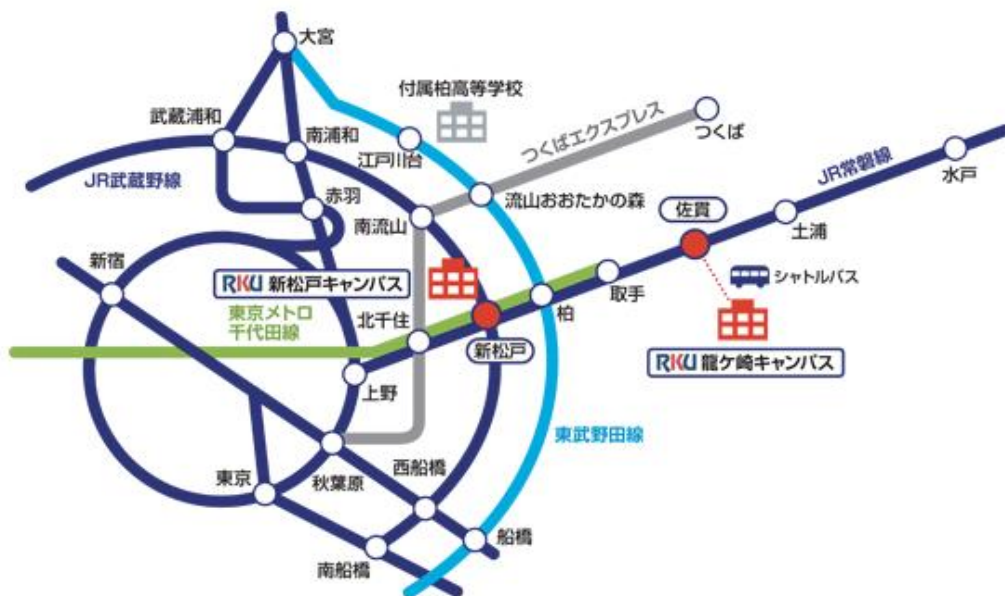 大宮
付属柏高等学校
武蔵浦和
南浦和
江戸川台
つくばエクスプレス
つくば
JR武蔵野線
赤羽
南流山
流山おおたかの森
JR常磐線
水戸
佐貫
土浦
新宿
RKU 新松戸キャンパス
シャトルバス
東京メトロ
千代田線
北千住
新松戸
柏
取手
RKU 龍ケ崎キャンパス
上野
東武野田線
東京
秋葉原
西船橋
南船橋
船橋